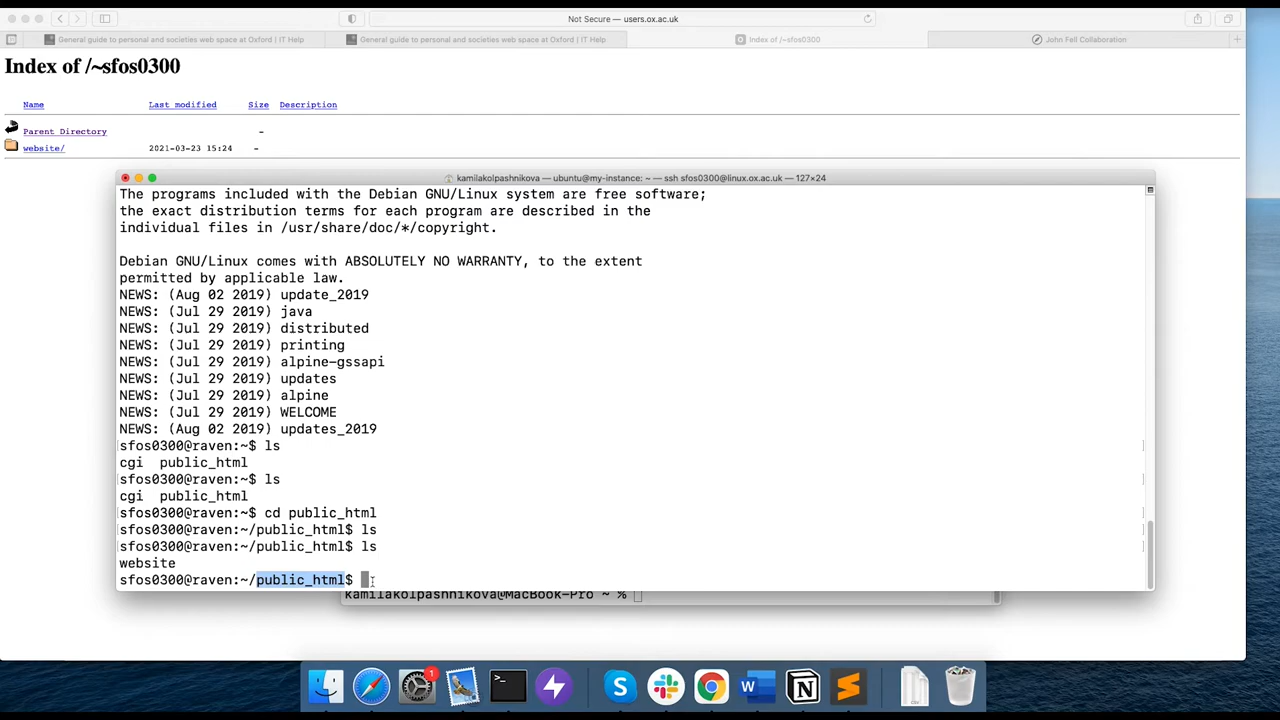 Not Secure — users.ox.ac.uk
General guide to personal and societies web space at Oxford | IT Help
General guide to personal and societies web space at Oxford | IT Help
Index of /~sfos0300
John Fell Collaboration
Index of /~sfos0300
Name Last modified Size Description
Parent Directory -
website/ 2021-03-23 15:24 -
kamilakolpashnikova — ubuntu@my-instance: ~ — ssh sfos0300@linux.ox.ac.uk — 127×24
The programs included with the Debian GNU/Linux system are free software;
the exact distribution terms for each program are described in the
individual files in /usr/share/doc/*/copyright.
Debian GNU/Linux comes with ABSOLUTELY NO WARRANTY, to the extent
permitted by applicable law.
NEWS: (Aug 02 2019) update_2019
NEWS: (Jul 29 2019) java
NEWS: (Jul 29 2019) distributed
NEWS: (Jul 29 2019) printing
NEWS: (Jul 29 2019) alpine-gssapi
NEWS: (Jul 29 2019) updates
NEWS: (Jul 29 2019) alpine
NEWS: (Jul 29 2019) WELCOME
NEWS: (Aug 02 2019) updates_2019
sfos0300@raven:~$ ls
cgi public_html
sfos0300@raven:~$ ls
cgi public_html
sfos0300@raven:~$ cd public_html
sfos0300@raven:~/public_html$ ls
sfos0300@raven:~/public_html$ ls
website
sfos0300@raven:~/public_html$
kamilakolpashnikova@MacBook-Pro ~ %
1
>_
S
W
N
CSV